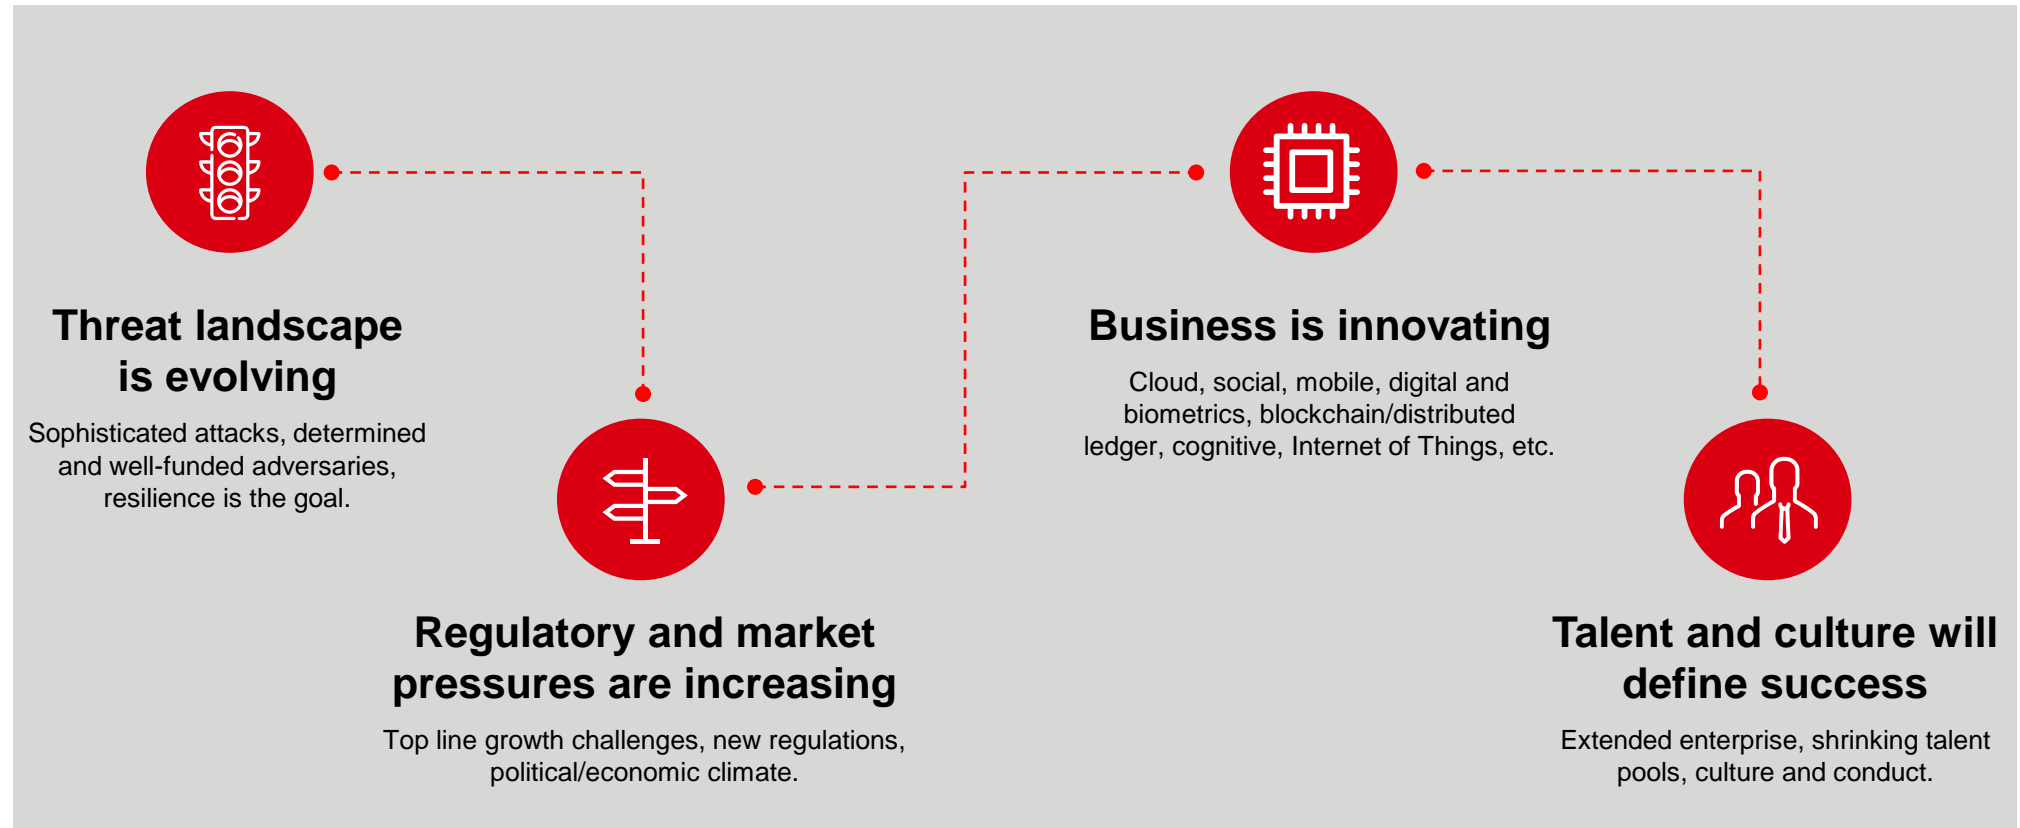 Threat landscape
is evolving
Sophisticated attacks, determined
and well-funded adversaries,
resilience is the goal.
Regulatory and market
pressures are increasing
Top line growth challenges, new regulations,
political/economic climate.
Business is innovating
Cloud, social, mobile, digital and
biometrics, blockchain/distributed
ledger, cognitive, Internet of Things, etc.
Talent and culture will
define success
Extended enterprise, shrinking talent
pools, culture and conduct.